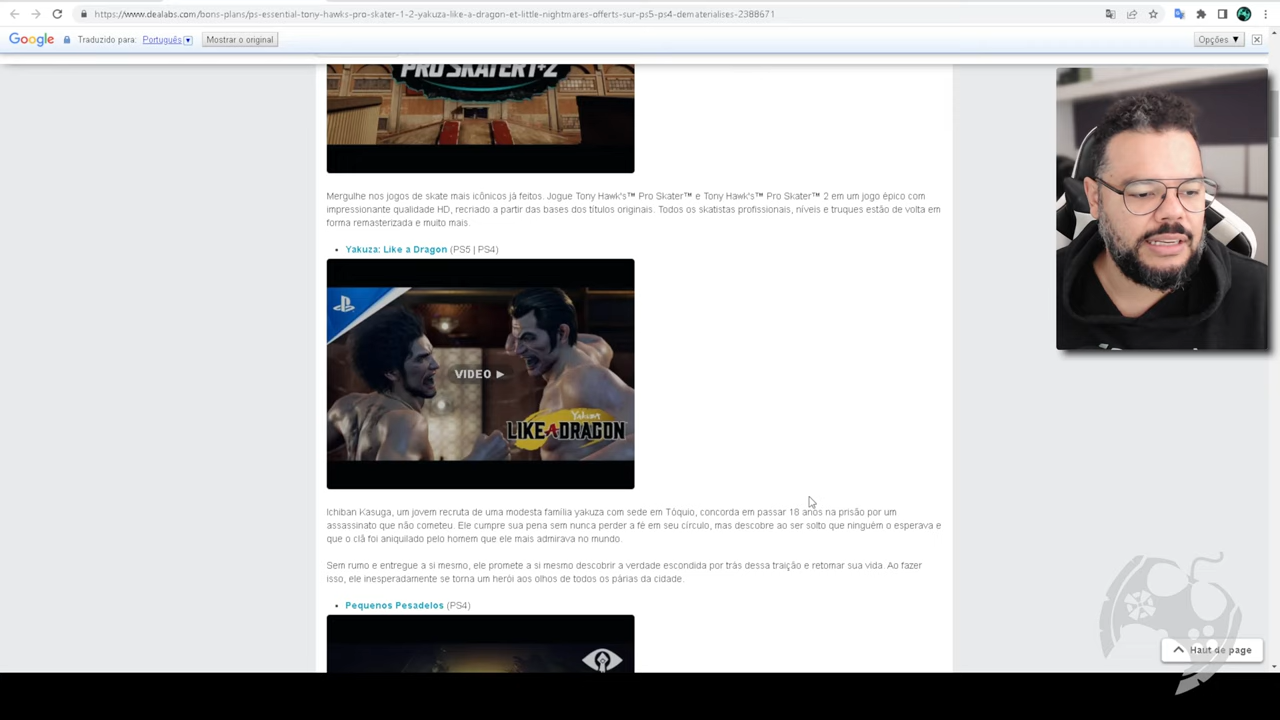 https://www.dealabs.com/bons-plans/ps-essential-tony-hawks-pro-skater-1-2-yakuza-like-a-dragon-et-little-nightmares-offerts-sur-ps5-ps4-dematerialises-2388671
Google Traduzido para: Português Mostrar o original Opções ▼
PRO SKATER 1+2
Mergulhe nos jogos de skate mais icônicos já feitos. Jogue Tony Hawk's™ Pro Skater™ e Tony Hawk's™ Pro Skater™ 2 em um jogo épico com
impressionante qualidade HD, recriado a partir das bases dos títulos originais. Todos os skatistas profissionais, níveis e truques estão de volta em
forma remasterizada e muito mais.
• Yakuza: Like a Dragon (PS5 | PS4)
VIDEO ▶
Yakuza
LIKE A DRAGON
Ichiban Kasuga, um jovem recruta de uma modesta família yakuza com sede em Tóquio, concorda em passar 18 anos na prisão por um
assassinato que não cometeu. Ele cumpre sua pena sem nunca perder a fé em seu círculo, mas descobre ao ser solto que ninguém o esperava e
que o clã foi aniquilado pelo homem que ele mais admirava no mundo.
Sem rumo e entregue a si mesmo, ele promete a si mesmo descobrir a verdade escondida por trás dessa traição e retomar sua vida. Ao fazer
isso, ele inesperadamente se torna um herói aos olhos de todos os párias da cidade.
• Pequenos Pesadelos (PS4)
Haut de page